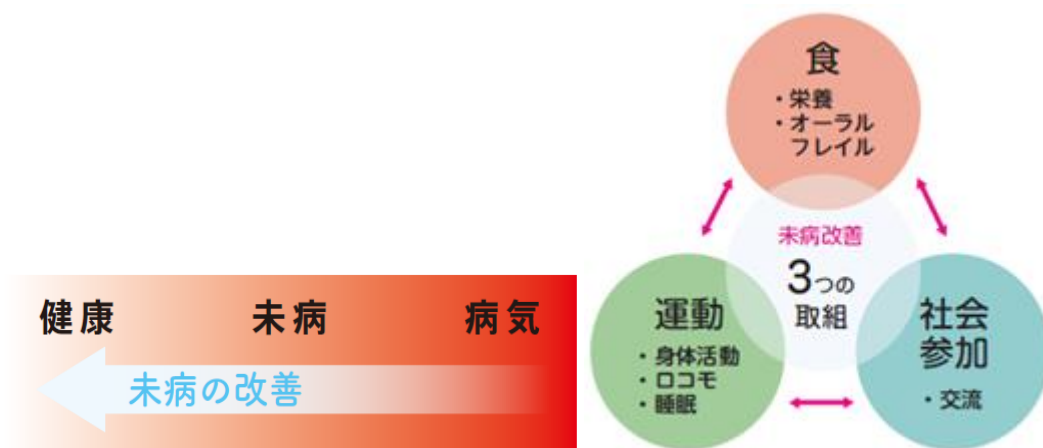 健康 未病 病気
未病の改善
食
・栄養
・オーラル
フレイル
未病改善
3つの
取組
運動
・身体活動
・ロコモ
・睡眠
社会
参加
・交流